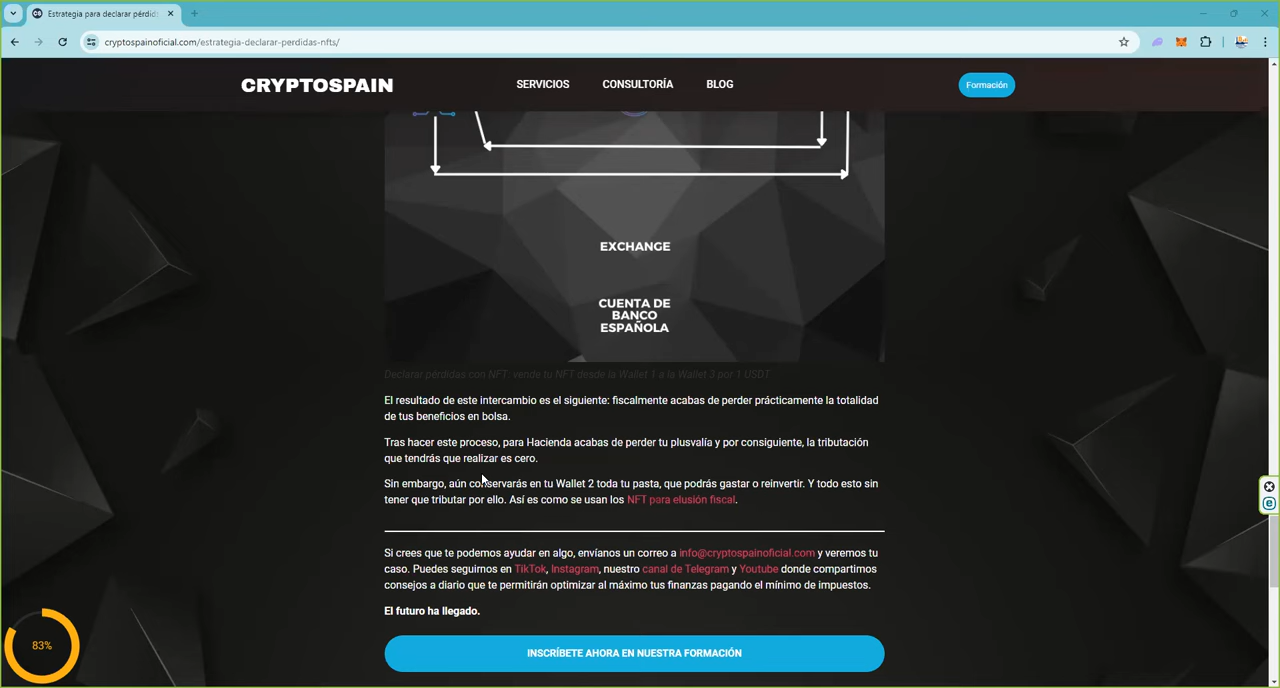 Estrategia para declarar pérdid
cryptospainoficial.com/estrategia-declarar-perdidas-nfts/
CRYPTOSPAIN
SERVICIOS
CONSULTORÍA
BLOG
Formación
EXCHANGE
CUENTA DE
BANCO
ESPAÑOLA
Declarar pérdidas con NFT: vende tu NFT desde la Wallet 1 a la Wallet 3 por 1 USDT
El resultado de este intercambio es el siguiente: fiscalmente acabas de perder prácticamente la totalidad
de tus beneficios en bolsa.
Tras hacer este proceso, para Hacienda acabas de perder tu plusvalía y por consiguiente, la tributación
que tendrás que realizar es cero.
Sin embargo, aún conservarás en tu Wallet 2 toda tu pasta, que podrás gastar o reinvertir. Y todo esto sin
tener que tributar por ello. Así es como se usan los NFT para elusión fiscal.
Si crees que te podemos ayudar en algo, envíanos un correo a info@cryptospainoficial.com y veremos tu
caso. Puedes seguirnos en TikTok, Instagram, nuestro canal de Telegram y Youtube donde compartimos
consejos a diario que te permitirán optimizar al máximo tus finanzas pagando el mínimo de impuestos.
El futuro ha llegado.
INSCRÍBETE AHORA EN NUESTRA FORMACIÓN
83%